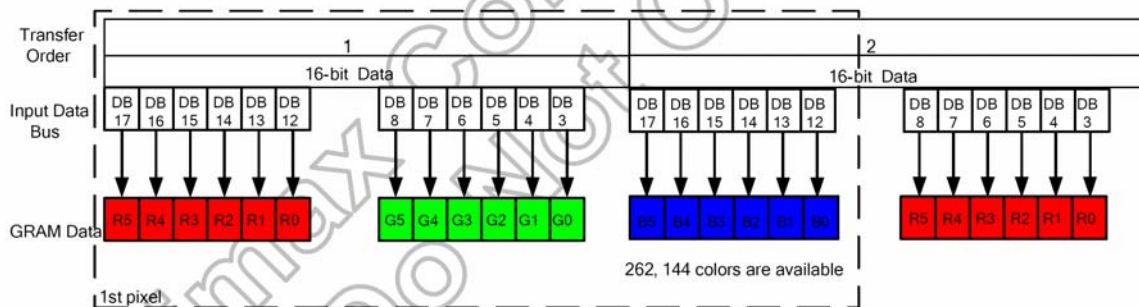 Transfer Order
1
2
16-bit Data
16-bit Data
Input Data Bus
DB 17 DB 16 DB 15 DB 14 DB 13 DB 12
DB 8 DB 7 DB 6 DB 5 DB 4 DB 3
DB 17 DB 16 DB 15 DB 14 DB 13 DB 12
DB 8 DB 7 DB 6 DB 5 DB 4 DB 3
GRAM Data
R5 R4 R3 R2 R1 R0
G5 G4 G3 G2 G1 G0
B5 B4 B3 B2 B1 B0
R5 R4 R3 R2 R1 R0
262, 144 colors are available
1st pixel